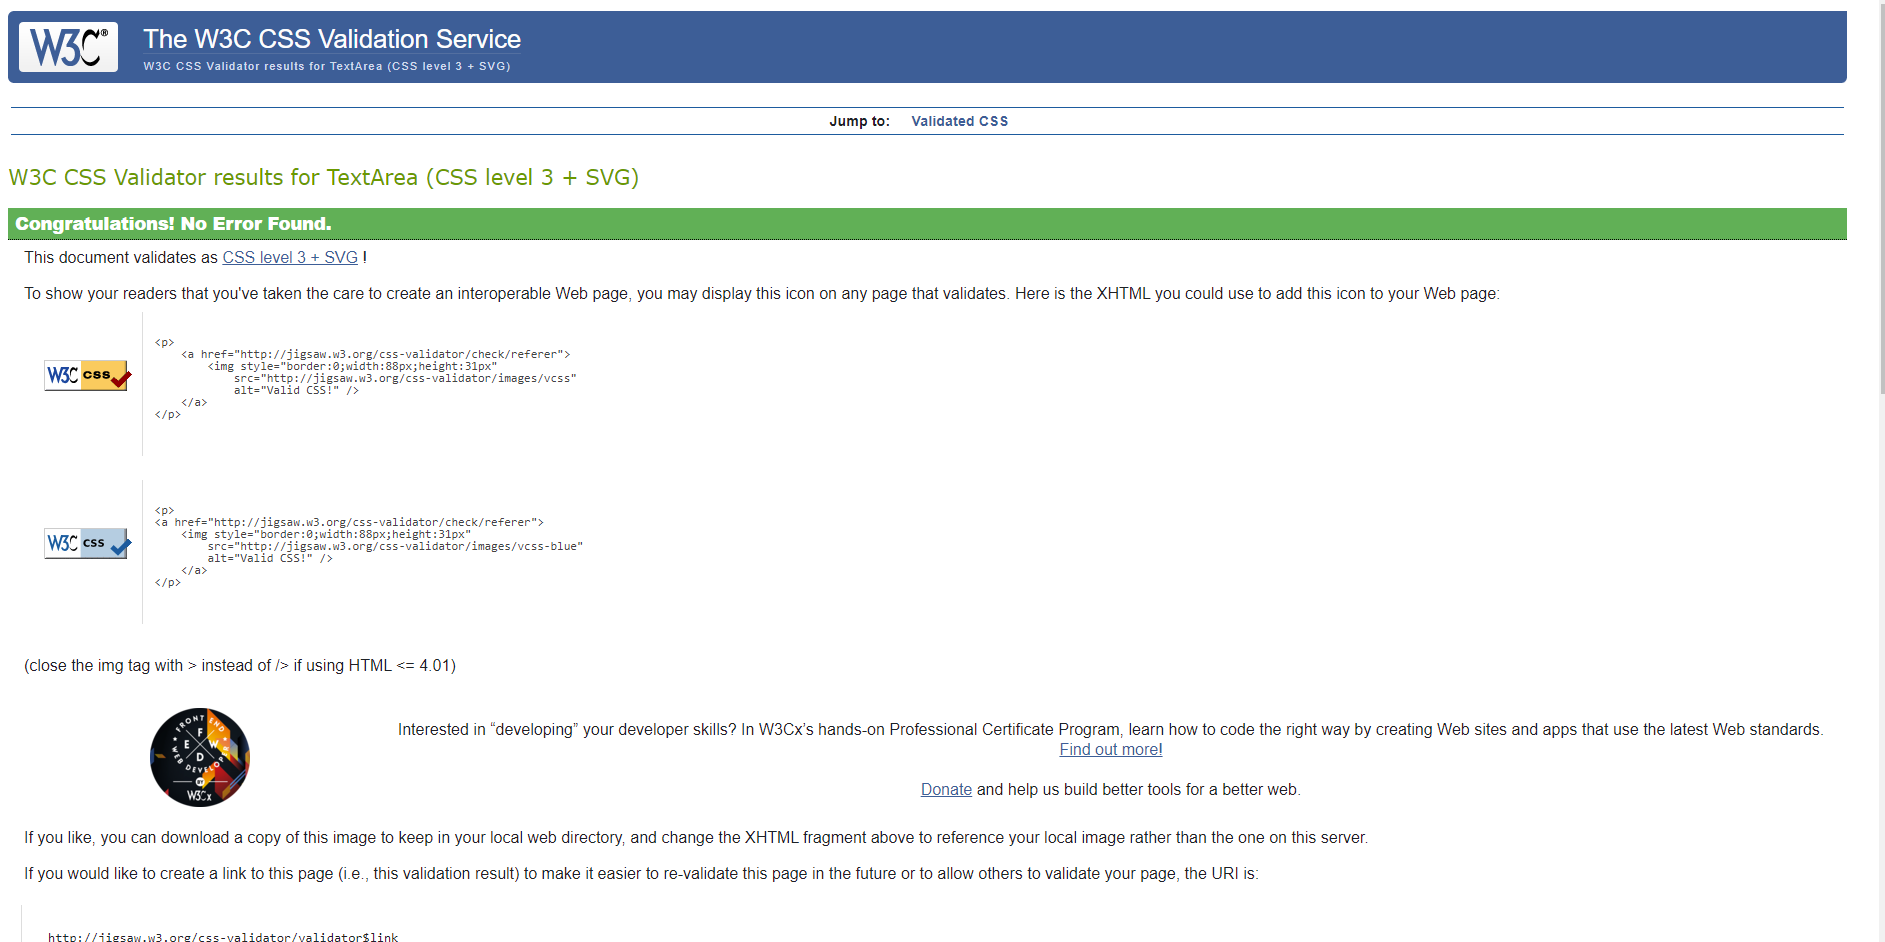 W3C®
The W3C CSS Validation Service
W3C CSS Validator results for TextArea (CSS level 3 + SVG)
Jump to: Validated CSS
W3C CSS Validator results for TextArea (CSS level 3 + SVG)
Congratulations! No Error Found.
This document validates as CSS level 3 + SVG !
To show your readers that you've taken the care to create an interoperable Web page, you may display this icon on any page that validates. Here is the XHTML you could use to add this icon to your Web page:
W3C css
<p>
<a href="http://jigsaw.w3.org/css-validator/check/referer">
<img style="border:0;width:88px;height:31px"
src="http://jigsaw.w3.org/css-validator/images/vcss"
alt="Valid CSS!" />
</a>
</p>
W3C css
<p>
<a href="http://jigsaw.w3.org/css-validator/check/referer">
<img style="border:0;width:88px;height:31px"
src="http://jigsaw.w3.org/css-validator/images/vcss-blue"
alt="Valid CSS!" />
</a>
</p>
(close the img tag with > instead of /> if using HTML <= 4.01)
FRONT END
F
E W
D
WEB DEVELOPER
BY
W3Cx
Interested in “developing” your developer skills? In W3Cx’s hands-on Professional Certificate Program, learn how to code the right way by creating Web sites and apps that use the latest Web standards.
Find out more!
Donate and help us build better tools for a better web.
If you like, you can download a copy of this image to keep in your local web directory, and change the XHTML fragment above to reference your local image rather than the one on this server.
If you would like to create a link to this page (i.e., this validation result) to make it easier to re-validate this page in the future or to allow others to validate your page, the URI is:
http://jigsaw.w3.org/css-validator/validator$link